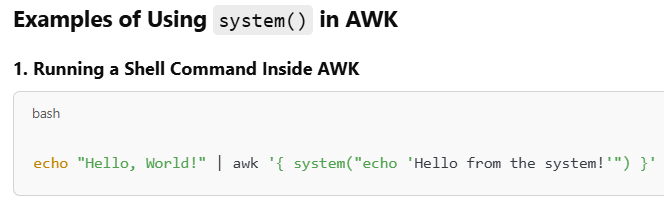 Examples of Using system() in AWK
1. Running a Shell Command Inside AWK
bash
echo "Hello, World!" | awk '{ system("echo 'Hello from the system!'") }'